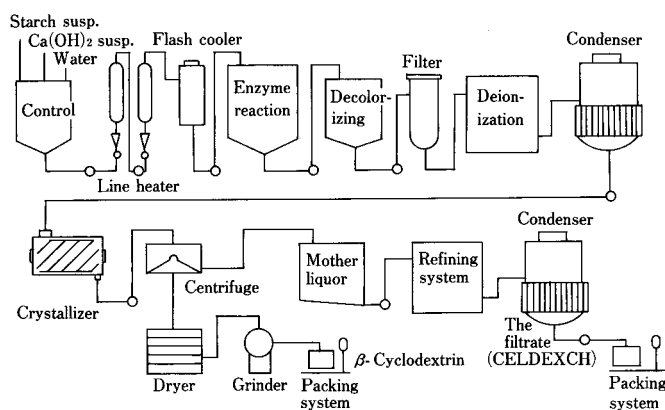 Starch susp.
Ca(OH)2 susp.
Water
Control
Line heater
Flash cooler
Enzyme
reaction
Decolor-
izing
Filter
Deion-
ization
Condenser
Crystallizer
Centrifuge
Dryer
Grinder
Packing
system
β-Cyclodextrin
Mother
liquor
Refining
system
Condenser
The
filtrate
(CELDEXCH)
Packing
system